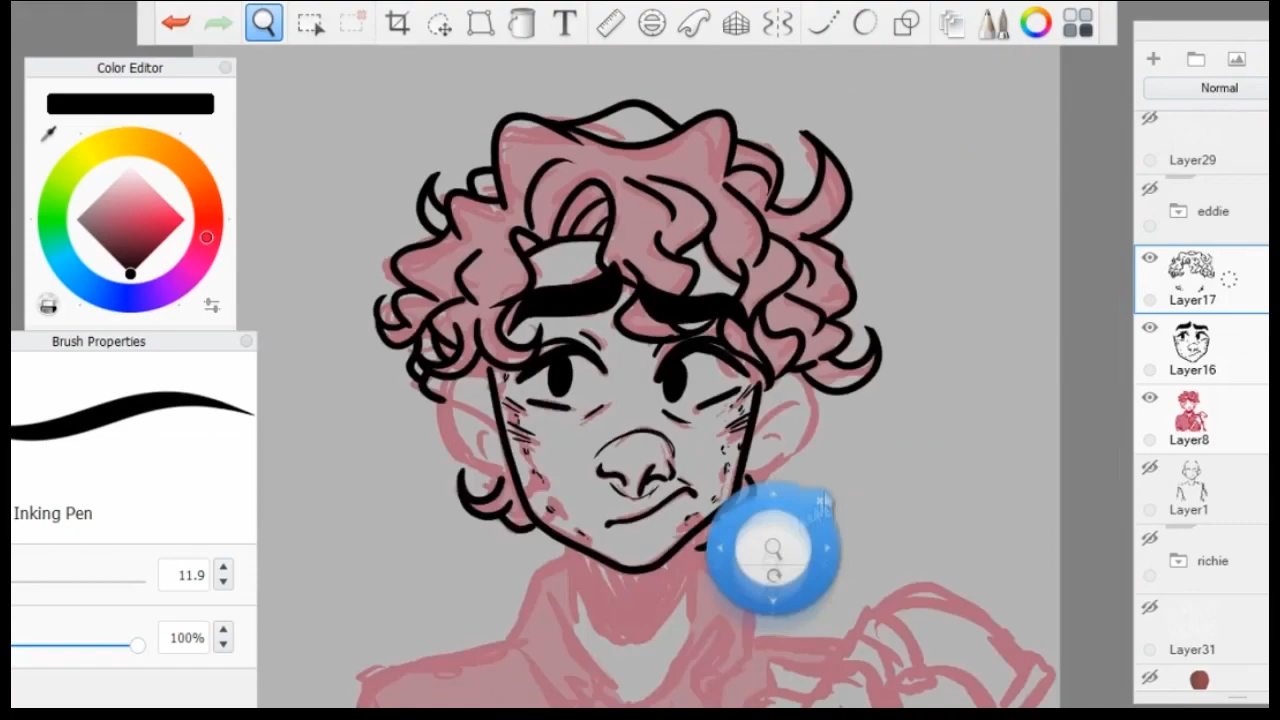 T
Color Editor
Brush Properties
Inking Pen
11.9
100%
Normal
Layer29
eddie
Layer17
Layer16
Layer8
Layer1
richie
Layer31